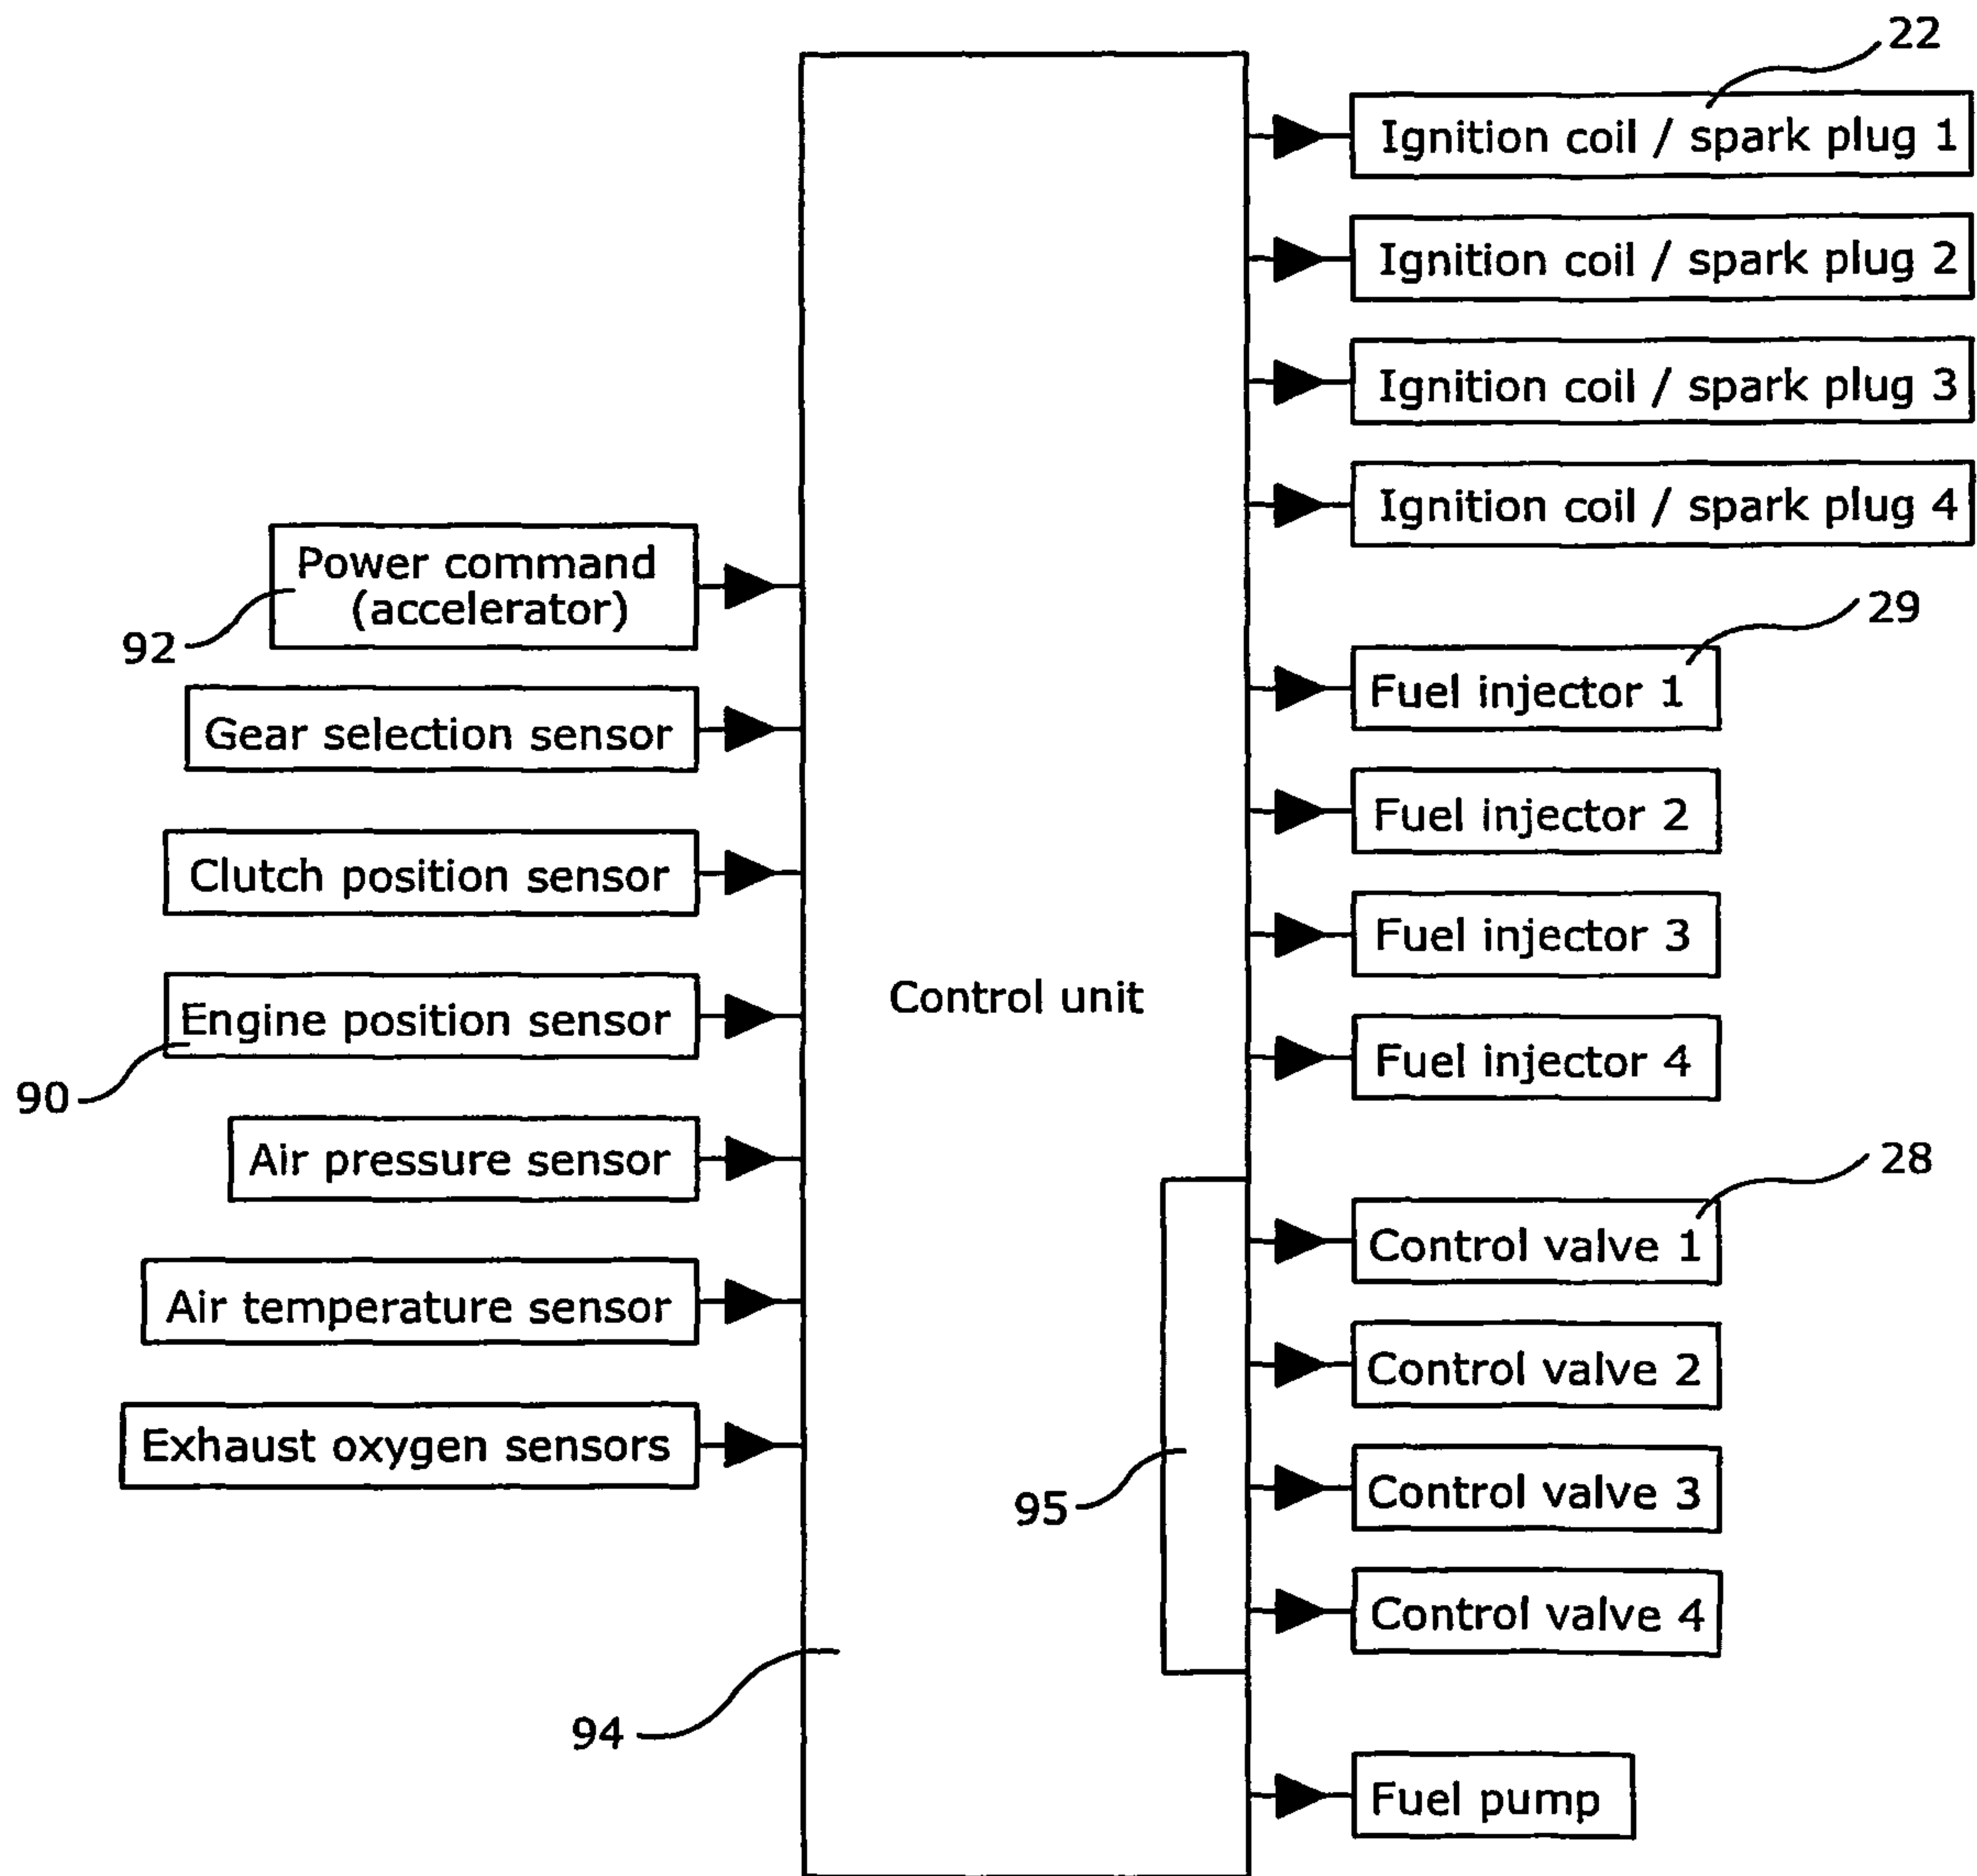 22
Ignition coil / spark plug 1
Ignition coil / spark plug 2
Ignition coil / spark plug 3
Ignition coil / spark plug 4
Power command
(accelerator)
92
Gear selection sensor
Clutch position sensor
Engine position sensor
90
Air pressure sensor
Air temperature sensor
Exhaust oxygen sensors
Control unit
94
95
29
Fuel injector 1
Fuel injector 2
Fuel injector 3
Fuel injector 4
28
Control valve 1
Control valve 2
Control valve 3
Control valve 4
Fuel pump